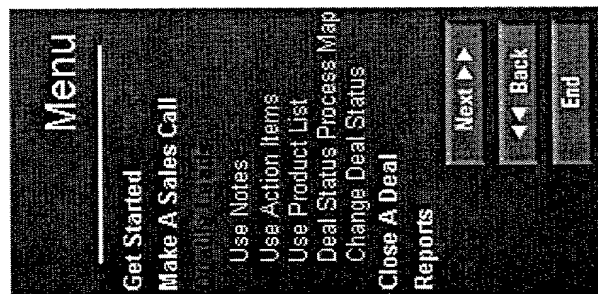 Menu
Get Started
Make A Sales Call
Use Notes
Use Action Items
Use Product List
Deal Status Process Map
Change Deal Status
Close A Deal
Reports
Next ▶▶
◀◀ Back
End